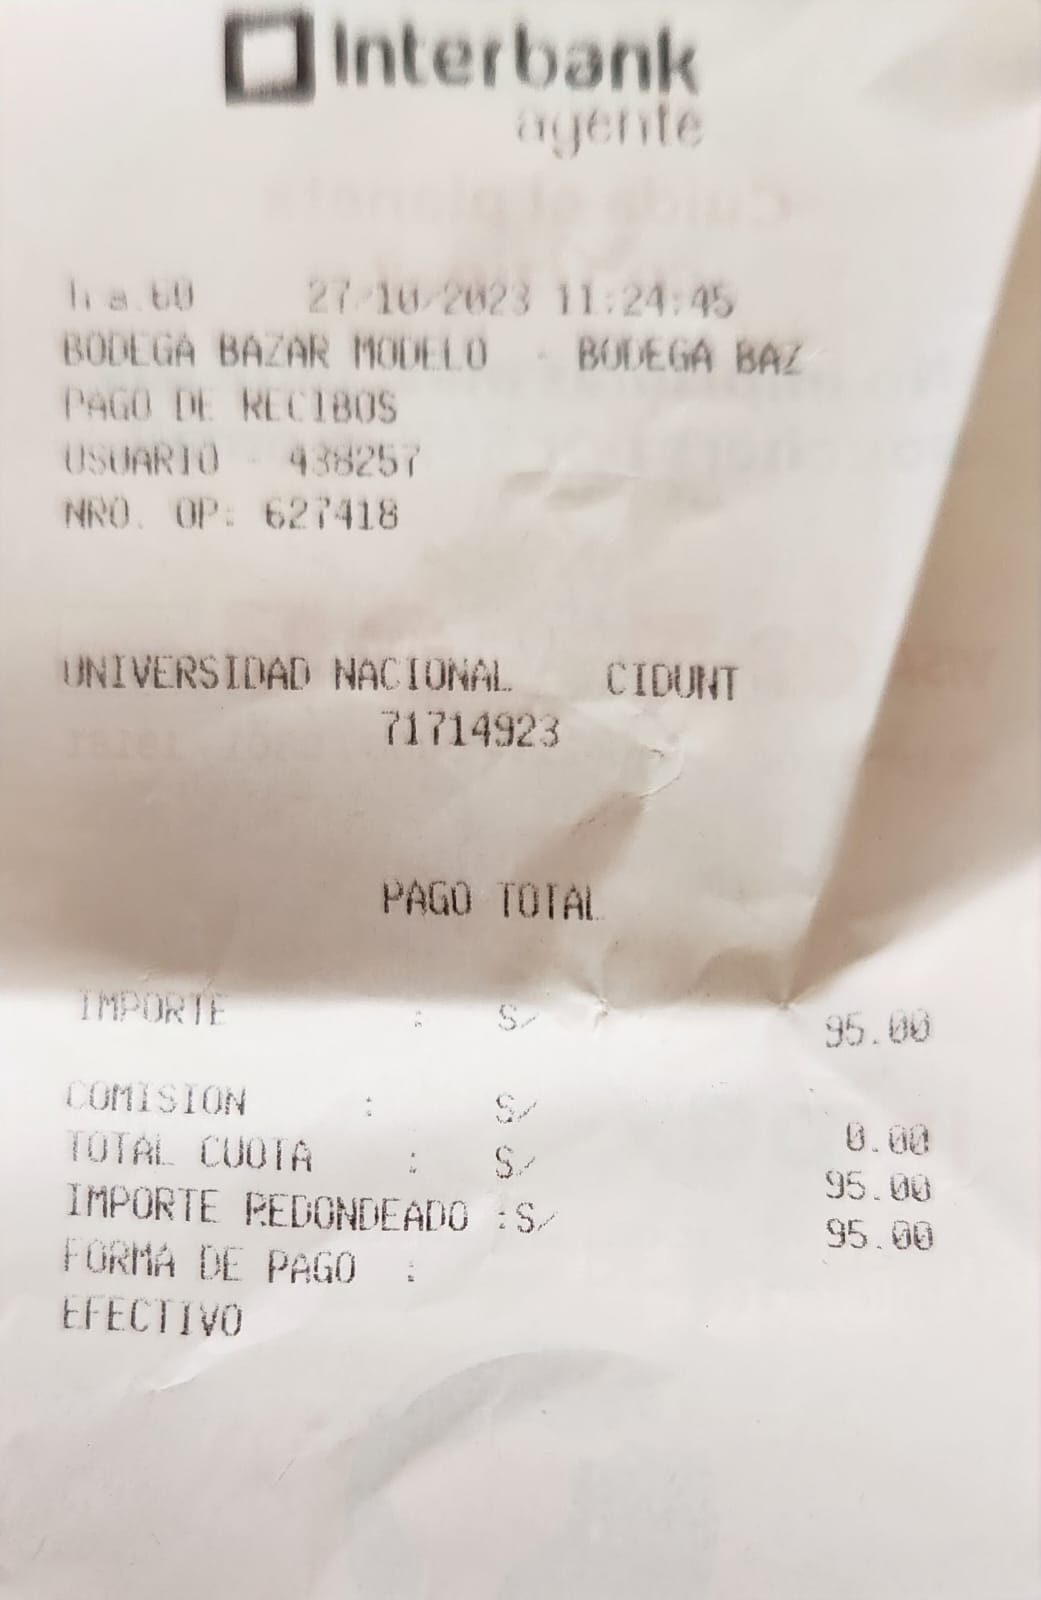 Interbank
agente
Tra.60 27/10/2023 11:24:45
BODEGA BAZAR MODELO - BODEGA BAZ
PAGO DE RECIBOS
USUARIO - 438257
NRO. OP: 627418
UNIVERSIDAD NACIONAL CIDUNT
71714923
PAGO TOTAL
IMPORTE : S/ 95.00
COMISION : S/ 0.00
TOTAL CUOTA : S/ 95.00
IMPORTE REDONDEADO :S/ 95.00
FORMA DE PAGO :
EFECTIVO